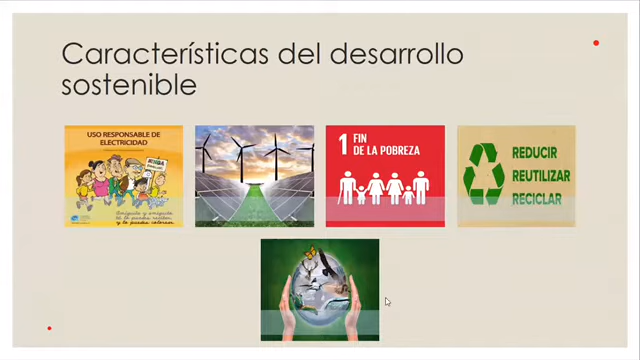 Características del desarrollo
sostenible
USO RESPONSABLE DE
ELECTRICIDAD
1 FIN
DE LA POBREZA
REDUCIR
REUTILIZAR
RECICLAR